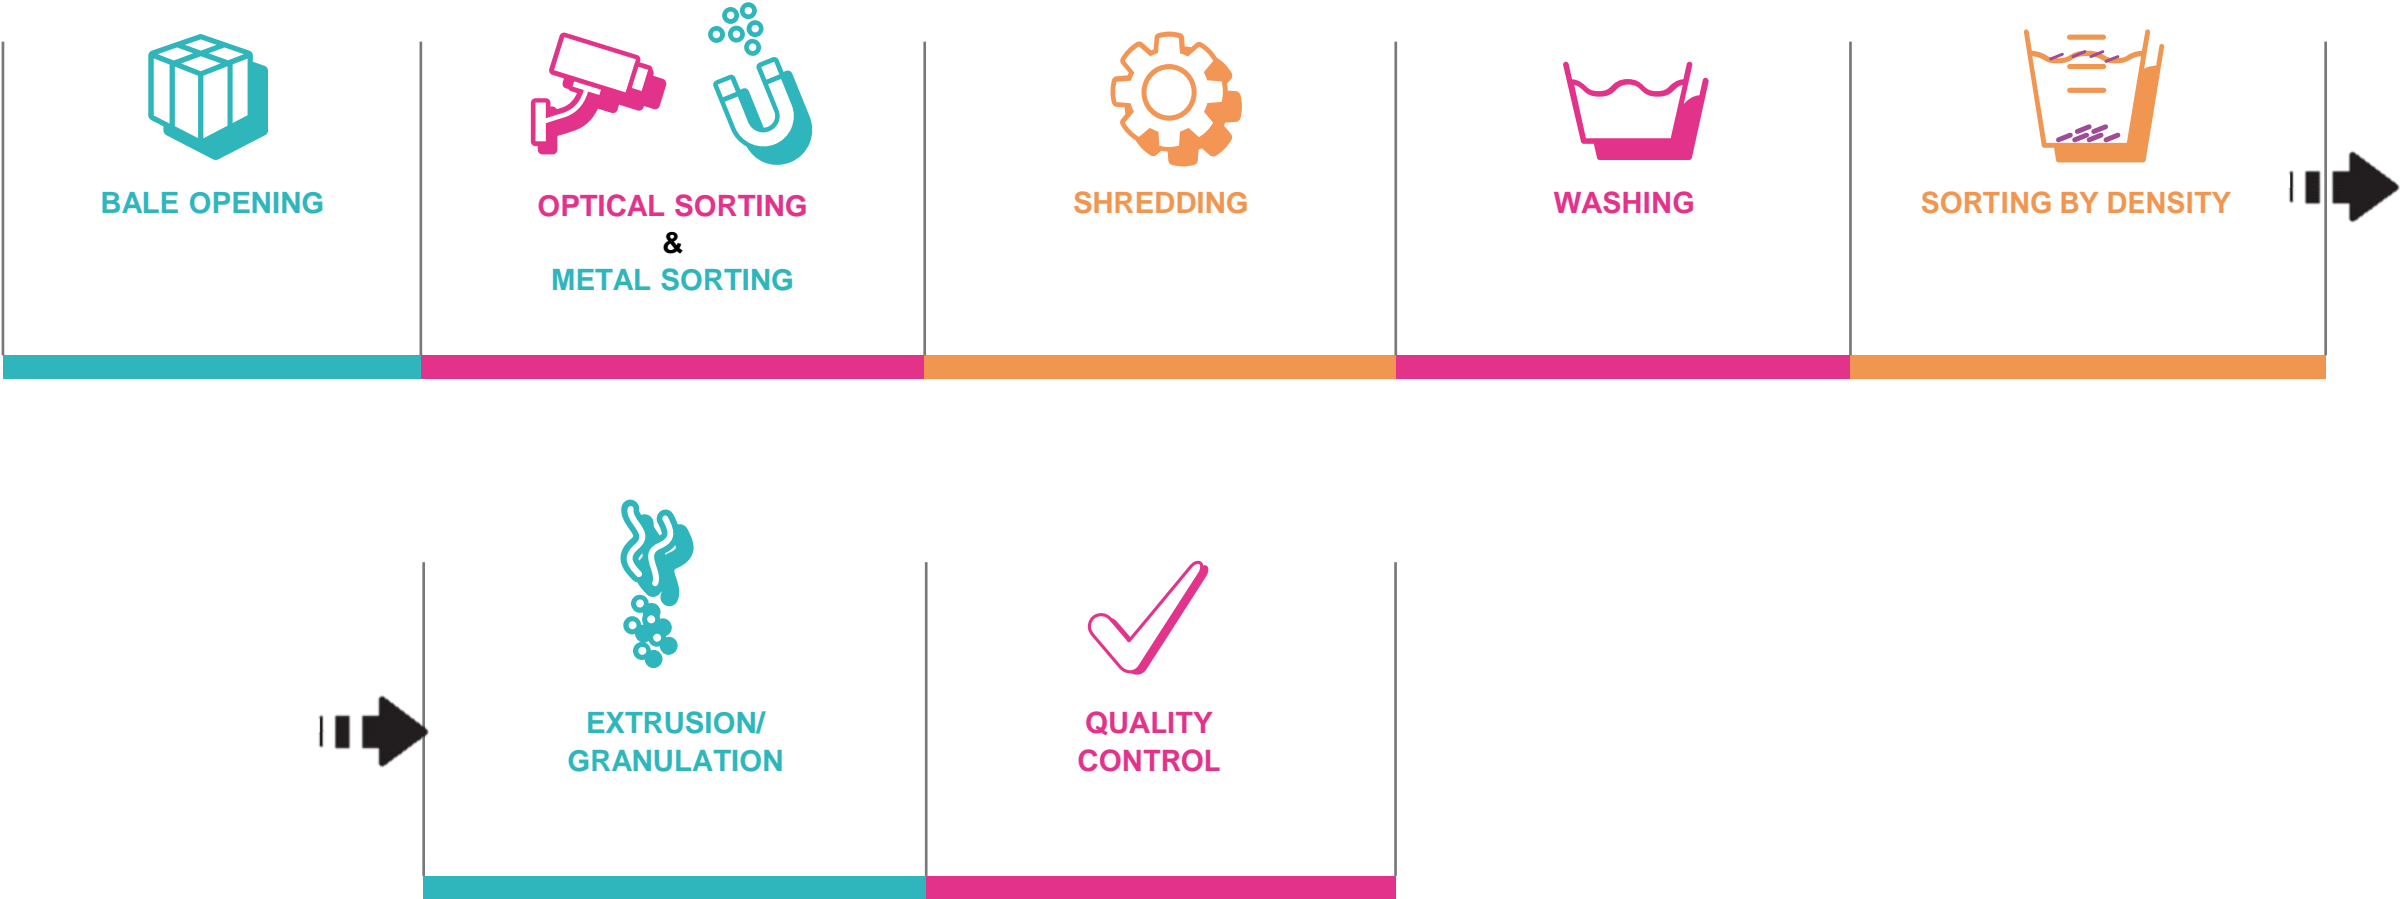 BALE OPENING
OPTICAL SORTING
&
METAL SORTING
SHREDDING
WASHING
SORTING BY DENSITY
EXTRUSION/
GRANULATION
QUALITY
CONTROL